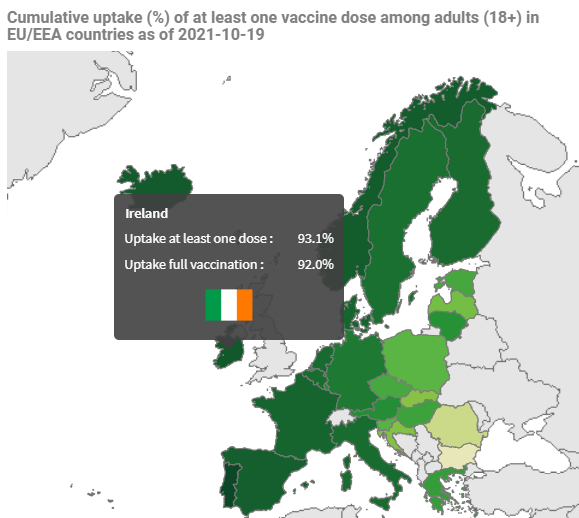 Cumulative uptake (%) of at least one vaccine dose among adults (18+) in
EU/EEA countries as of 2021-10-19
Ireland
Uptake at least one dose : 93.1%
Uptake full vaccination : 92.0%